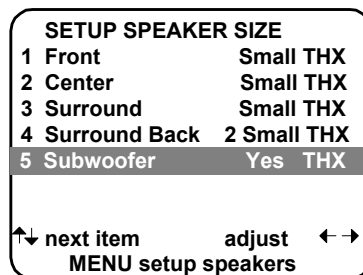 SETUP SPEAKER SIZE
1 Front Small THX
2 Center Small THX
3 Surround Small THX
4 Surround Back 2 Small THX
5 Subwoofer Yes THX
↑↓ next item adjust ←→
MENU setup speakers